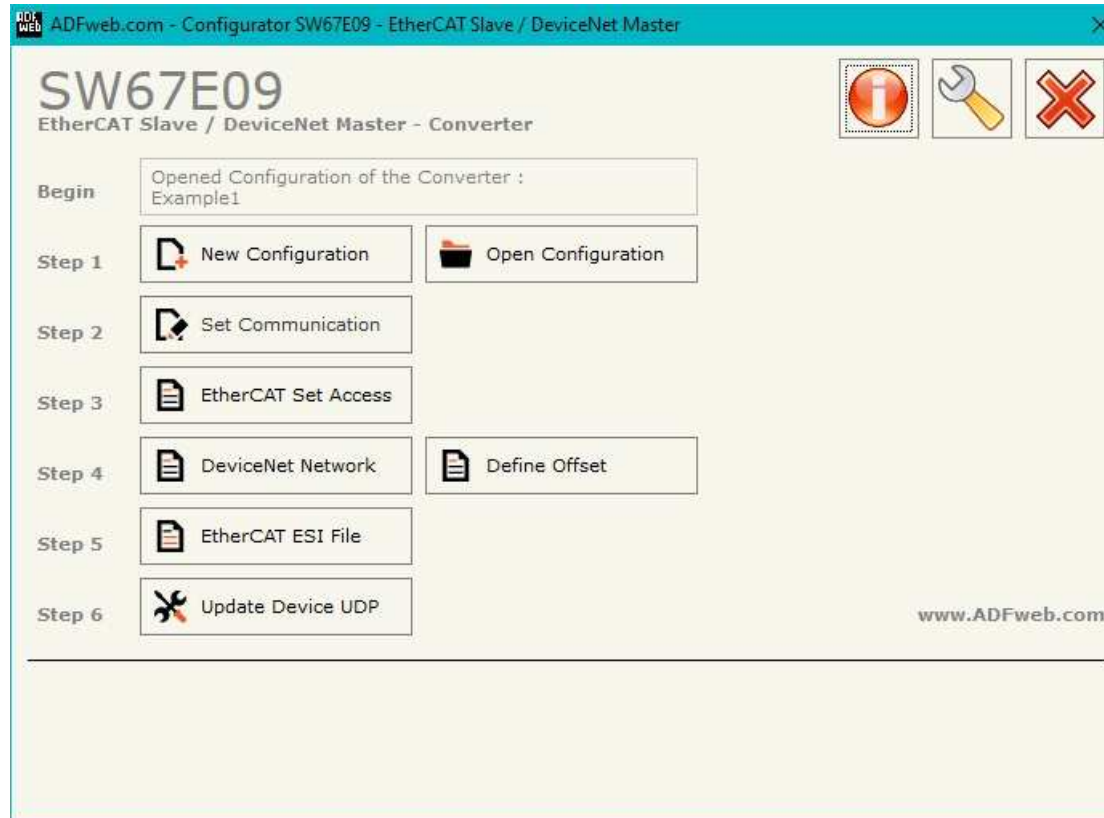 ADF WEB ADFweb.com - Configurator SW67E09 - EtherCAT Slave / DeviceNet Master
SW67E09
EtherCAT Slave / DeviceNet Master - Converter
Begin
Opened Configuration of the Converter :
Example1
Step 1 New Configuration Open Configuration
Step 2 Set Communication
Step 3 EtherCAT Set Access
Step 4 DeviceNet Network Define Offset
Step 5 EtherCAT ESI File
Step 6 Update Device UDP www.ADFweb.com